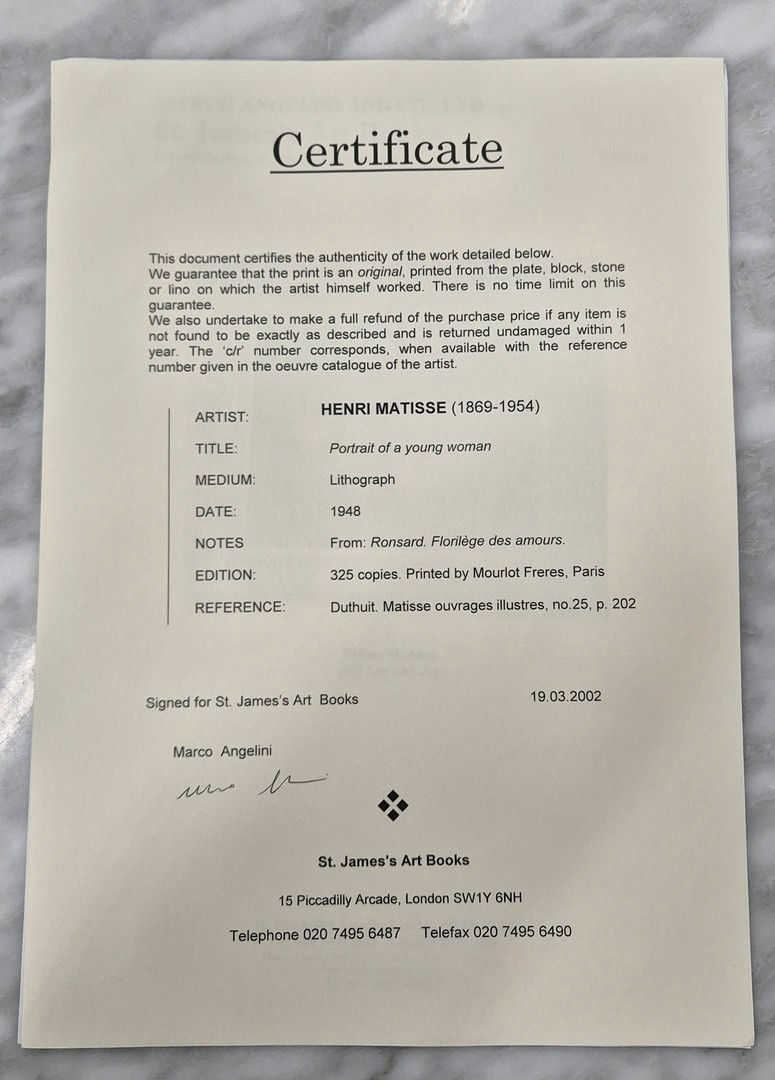 Certificate
This document certifies the authenticity of the work detailed below.
We guarantee that the print is an original, printed from the plate, block, stone
or lino on which the artist himself worked. There is no time limit on this
guarantee.
We also undertake to make a full refund of the purchase price if any item is
not found to be exactly as described and is returned undamaged within 1
year. The 'c/r' number corresponds, when available with the reference
number given in the oeuvre catalogue of the artist.
ARTIST: HENRI MATISSE (1869-1954)
TITLE: Portrait of a young woman
MEDIUM: Lithograph
DATE: 1948
NOTES From: Ronsard. Florilège des amours.
EDITION: 325 copies. Printed by Mourlot Freres, Paris
REFERENCE: Duthuit. Matisse ouvrages illustres, no.25, p. 202
Signed for St. James's Art Books 19.03.2002
Marco Angelini
St. James's Art Books
15 Piccadilly Arcade, London SW1Y 6NH
Telephone 020 7495 6487 Telefax 020 7495 6490